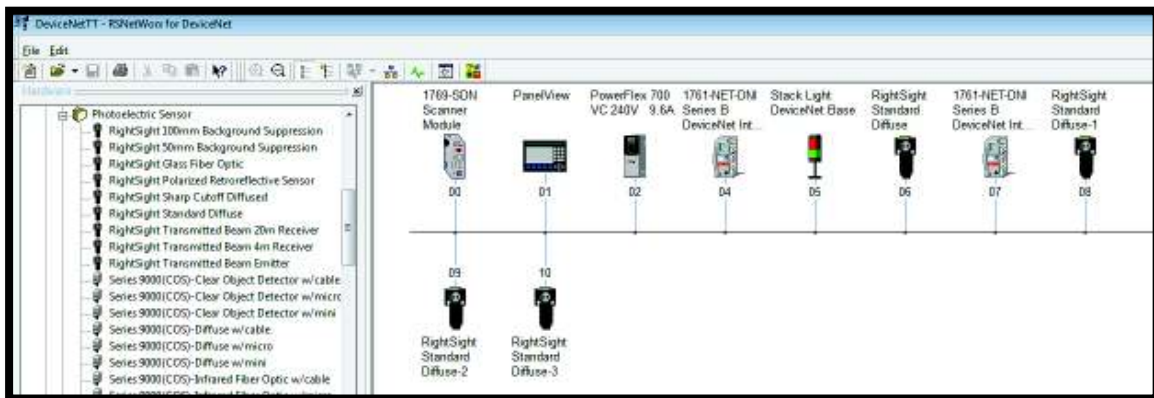 DeviceNetTT - RSNetWorx for DeviceNet
File Edit
Hardware
Photoelectric Sensor
RightSight 100mm Background Suppression
RightSight 50mm Background Suppression
RightSight Glass Fiber Optic
RightSight Polarized Retroreflective Sensor
RightSight Sharp Cutoff Diffused
RightSight Standard Diffuse
RightSight Transmitted Beam 20m Receiver
RightSight Transmitted Beam 4m Receiver
RightSight Transmitted Beam Emitter
Series 9000(COS)-Clear Object Detector w/cable
Series 9000(COS)-Clear Object Detector w/micro
Series 9000(COS)-Clear Object Detector w/mini
Series 9000(COS)-Diffuse w/cable
Series 9000(COS)-Diffuse w/micro
Series 9000(COS)-Diffuse w/mini
Series 9000(COS)-Infrared Fiber Optic w/cable
1769-SDN
Scanner
Module
00
PanelView
01
PowerFlex 700
VC 240V 9.6A
02
1761-NET-DNI
Series B
DeviceNet Int...
04
Stack Light
DeviceNet Base
05
RightSight
Standard
Diffuse
06
1761-NET-DNI
Series B
DeviceNet Int...
07
RightSight
Standard
Diffuse-1
08
09
RightSight
Standard
Diffuse-2
10
RightSight
Standard
Diffuse-3